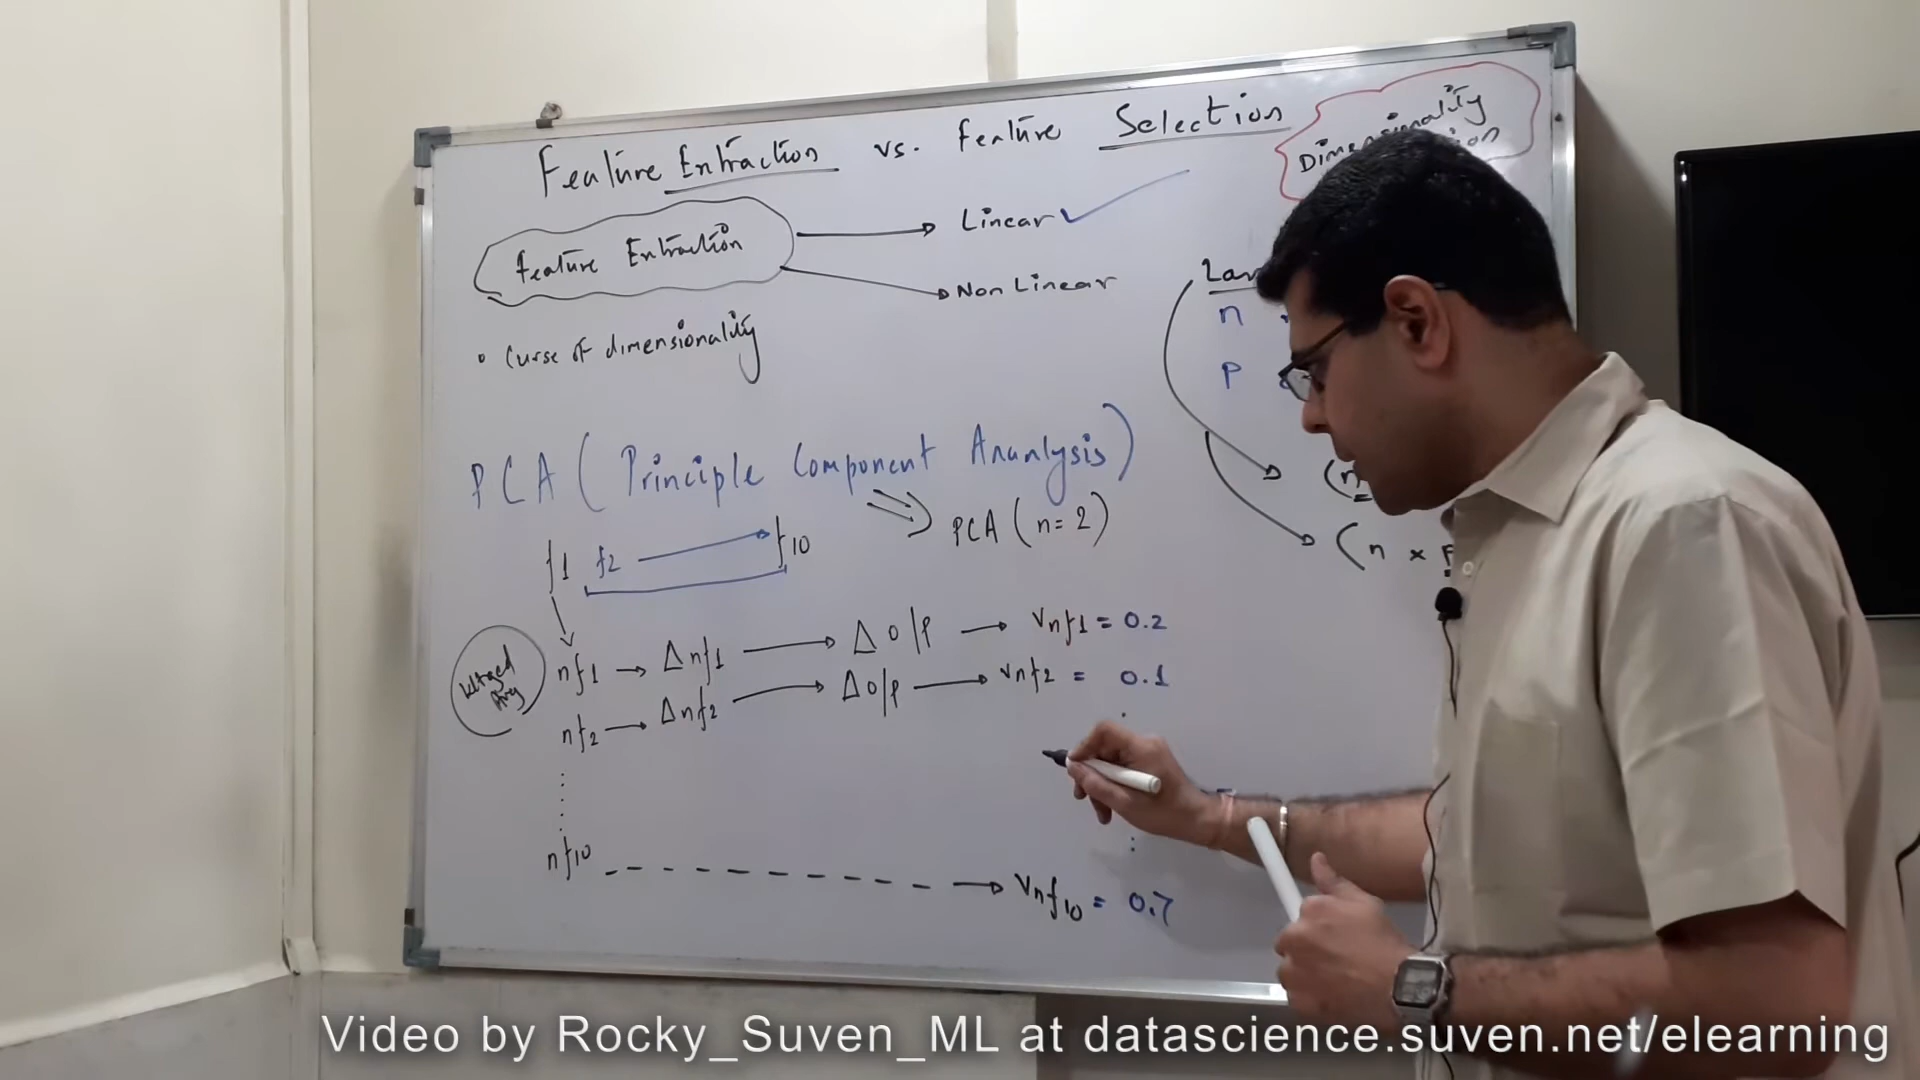 Feature Extraction vs. Feature Selection
Feature Extraction
Linear
Non Linear
Curse of dimensionality
PCA ( Principle Component Ananlysis )
PCA ( n = 2 )
f1 f2 f10
Wtged Avg
nf1 → Δnf1 → Δ o/p → Vnf1 = 0.2
nf2 → Δnf2 → Δ o/p → Vnf2 = 0.1
nf10 → Vnf10 = 0.7
n
P
(n
(n x P
Video by Rocky_Suven_ML at datascience.suven.net/elearning